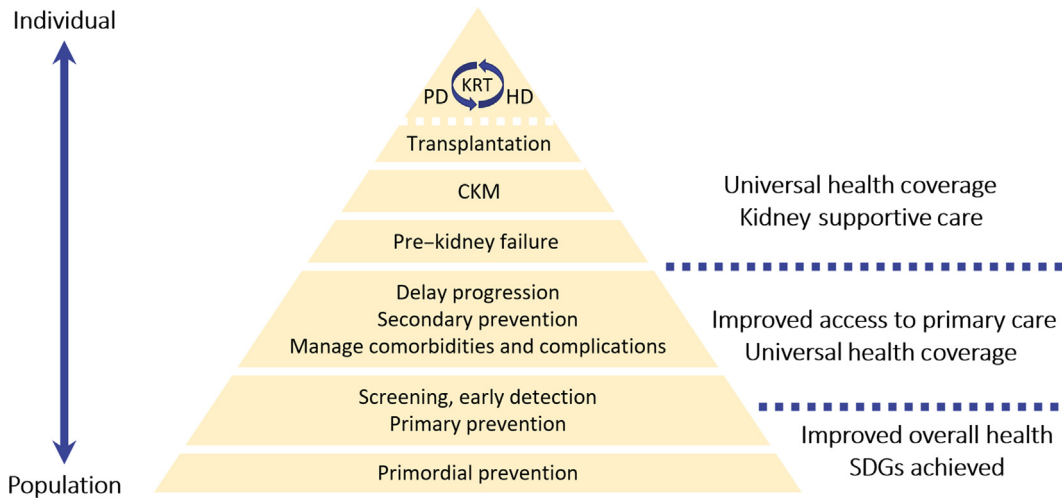 Individual
KRT
PD HD
Transplantation
CKM
Pre–kidney failure
Delay progression
Secondary prevention
Manage comorbidities and complications
Screening, early detection
Primary prevention
Primordial prevention
Population
Universal health coverage
Kidney supportive care
Improved access to primary care
Universal health coverage
Improved overall health
SDGs achieved